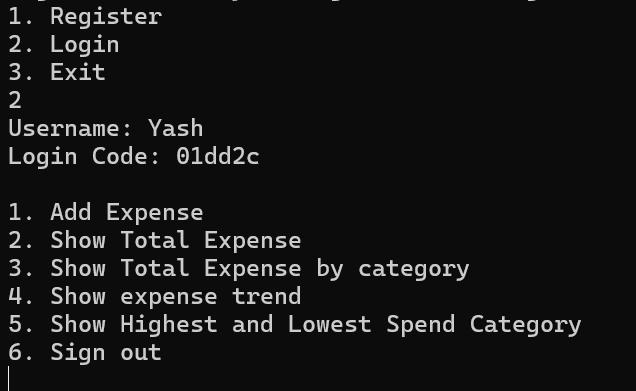 1. Register
2. Login
3. Exit
2
Username: Yash
Login Code: 01dd2c
1. Add Expense
2. Show Total Expense
3. Show Total Expense by category
4. Show expense trend
5. Show Highest and Lowest Spend Category
6. Sign out